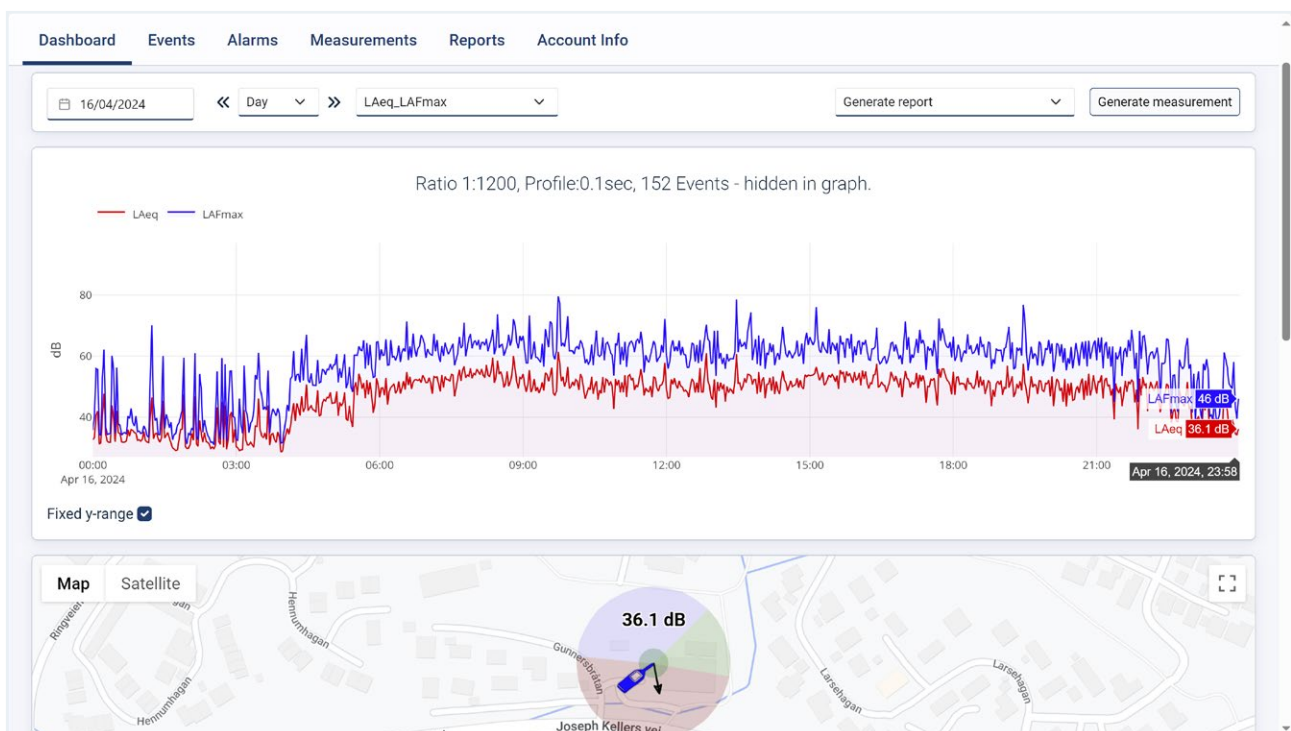 Dashboard Events Alarms Measurements Reports Account Info
16/04/2024 Day LAeq_LAFmax Generate report Generate measurement
Ratio 1:1200, Profile:0.1sec, 152 Events - hidden in graph.
LAeq LAFmax
80
dB
60
40
LAFmax 46 dB
LAeq 36.1 dB
00:00 03:00 06:00 09:00 12:00 15:00 18:00 21:00
Apr 16, 2024
Apr 16, 2024, 23:58
Fixed y-range
Map Satellite
Ringveien
Hennumhagan
36.1 dB
Gunnersbråtan
Larsehagan
Larsehagan
Hennumhagan
Joseph Kellers vei